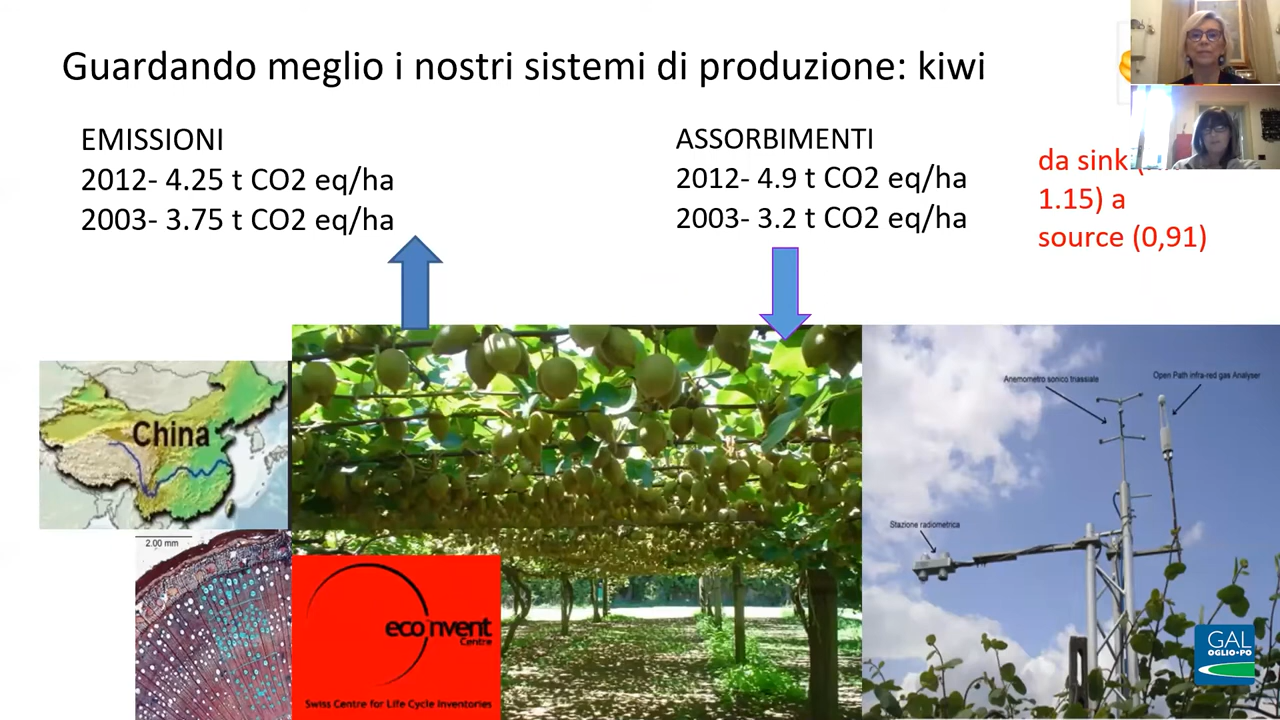 Guardando meglio i nostri sistemi di produzione: kiwi
EMISSIONI
2012- 4.25 t CO2 eq/ha
2003- 3.75 t CO2 eq/ha
ASSORBIMENTI
2012- 4.9 t CO2 eq/ha
2003- 3.2 t CO2 eq/ha
da sink (
1.15) a
source (0,91)
China
2.00 mm
ecoinvent
Centre
Swiss Centre for Life Cycle Inventories
Anemometro sonico triassiale
Open Path infra-red gas Analyser
Stazione radiometrica
GAL
OGLIO•PO